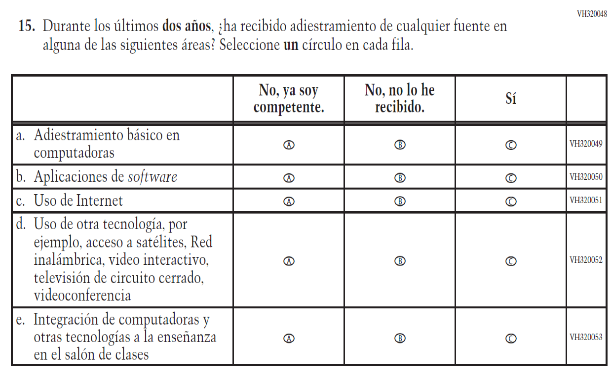 VH320048
15. Durante los últimos dos años, ¿ha recibido adiestramiento de cualquier fuente en
alguna de las siguientes áreas? Seleccione un círculo en cada fila.
No, ya soy
competente.
No, no lo he
recibido.
Sí
a. Adiestramiento básico en
computadoras
A B C VH320049
b. Aplicaciones de software A B C VH320050
c. Uso de Internet A B C VH320051
d. Uso de otra tecnología, por
ejemplo, acceso a satélites, Red
inalámbrica, video interactivo,
televisión de circuito cerrado,
videoconferencia
A B C VH320052
e. Integración de computadoras y
otras tecnologías a la enseñanza
en el salón de clases
A B C VH320053